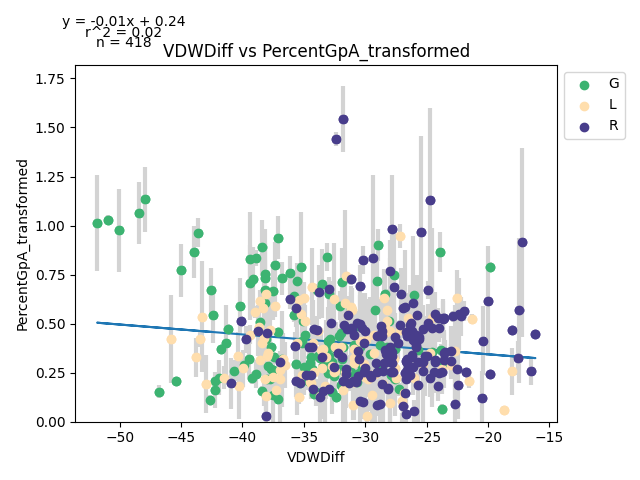 y = -0.01x + 0.24
r^2 = 0.02
n = 418
VDWDiff vs PercentGpA_transformed
G
L
R
PercentGpA_transformed
1.75
1.50
1.25
1.00
0.75
0.50
0.25
0.00
−50 −45 −40 −35 −30 −25 −20 −15
VDWDiff